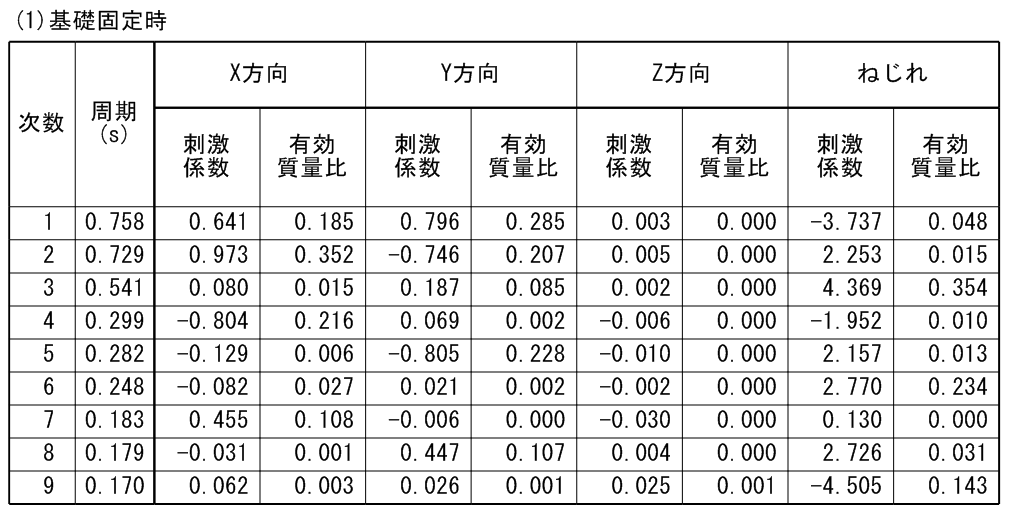 (1)基礎固定時
次数 周期(s) X方向 Y方向 Z方向 ねじれ
刺激係数 有効質量比 刺激係数 有効質量比 刺激係数 有効質量比 刺激係数 有効質量比
1 0.758 0.641 0.185 0.796 0.285 0.003 0.000 -3.737 0.048
2 0.729 0.973 0.352 -0.746 0.207 0.005 0.000 2.253 0.015
3 0.541 0.080 0.015 0.187 0.085 0.002 0.000 4.369 0.354
4 0.299 -0.804 0.216 0.069 0.002 -0.006 0.000 -1.952 0.010
5 0.282 -0.129 0.006 -0.805 0.228 -0.010 0.000 2.157 0.013
6 0.248 -0.082 0.027 0.021 0.002 -0.002 0.000 2.770 0.234
7 0.183 0.455 0.108 -0.006 0.000 -0.030 0.000 0.130 0.000
8 0.179 -0.031 0.001 0.447 0.107 0.004 0.000 2.726 0.031
9 0.170 0.062 0.003 0.026 0.001 0.025 0.001 -4.505 0.143